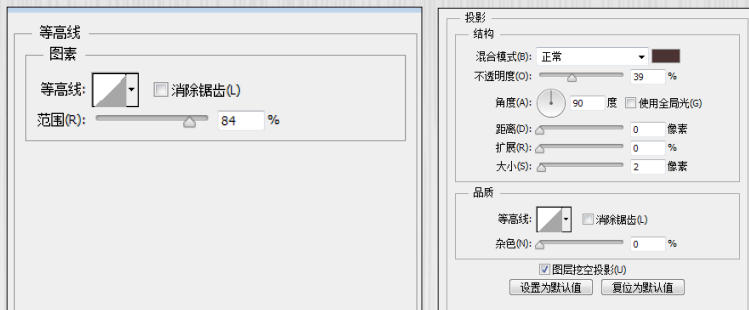 等高线
图素
等高线: 消除锯齿(L)
范围(R): 84 %
投影
结构
混合模式(B): 正常
不透明度(O): 39 %
角度(A): 90 度 使用全局光(G)
距离(D): 0 像素
扩展(R): 0 %
大小(S): 2 像素
品质
等高线: 消除锯齿(L)
杂色(N): 0 %
图层挖空投影(U)
设置为默认值 复位为默认值